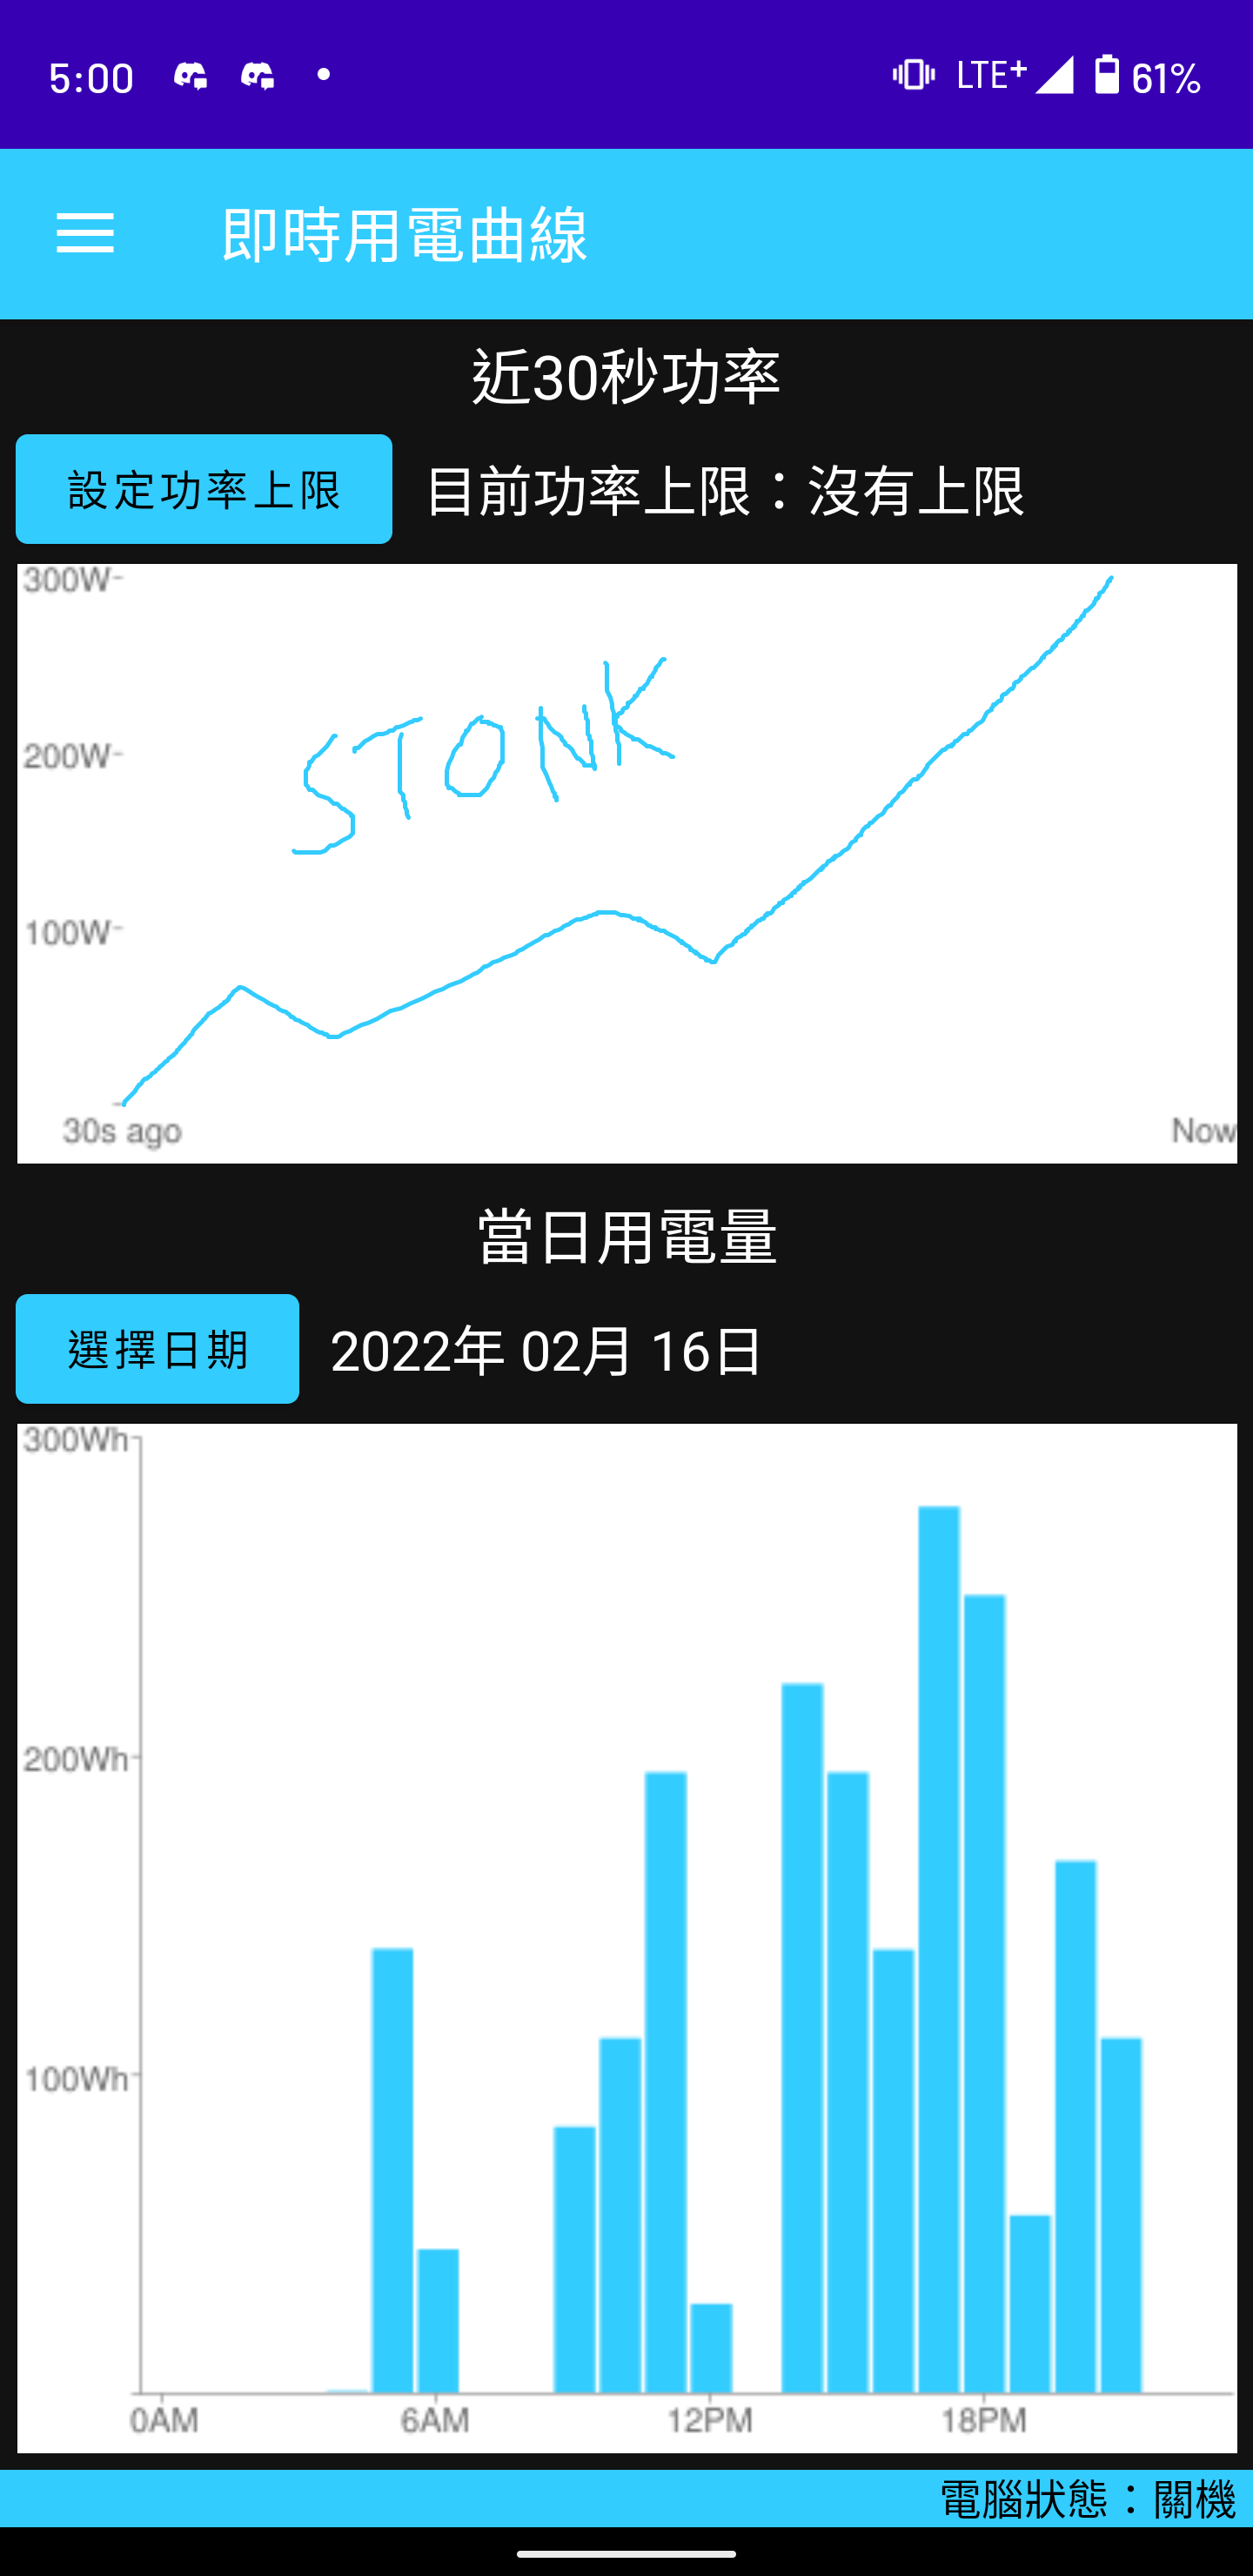 5:00 LTE+ 61%
即時用電曲線
近30秒功率
設定功率上限 目前功率上限：沒有上限
300W
STONK
200W
100W
30s ago Now
當日用電量
選擇日期 2022年 02月 16日
300Wh
200Wh
100Wh
0AM 6AM 12PM 18PM
電腦狀態：關機